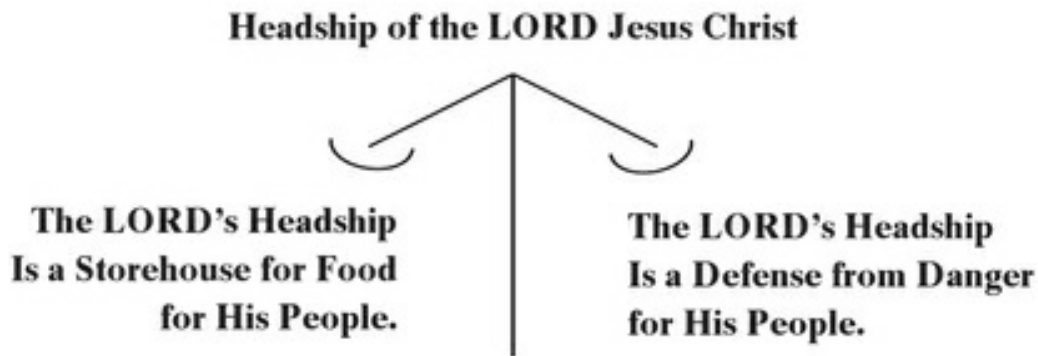 Headship of the LORD Jesus Christ
The LORD's Headship
Is a Storehouse for Food
for His People.
The LORD's Headship
Is a Defense from Danger
for His People.